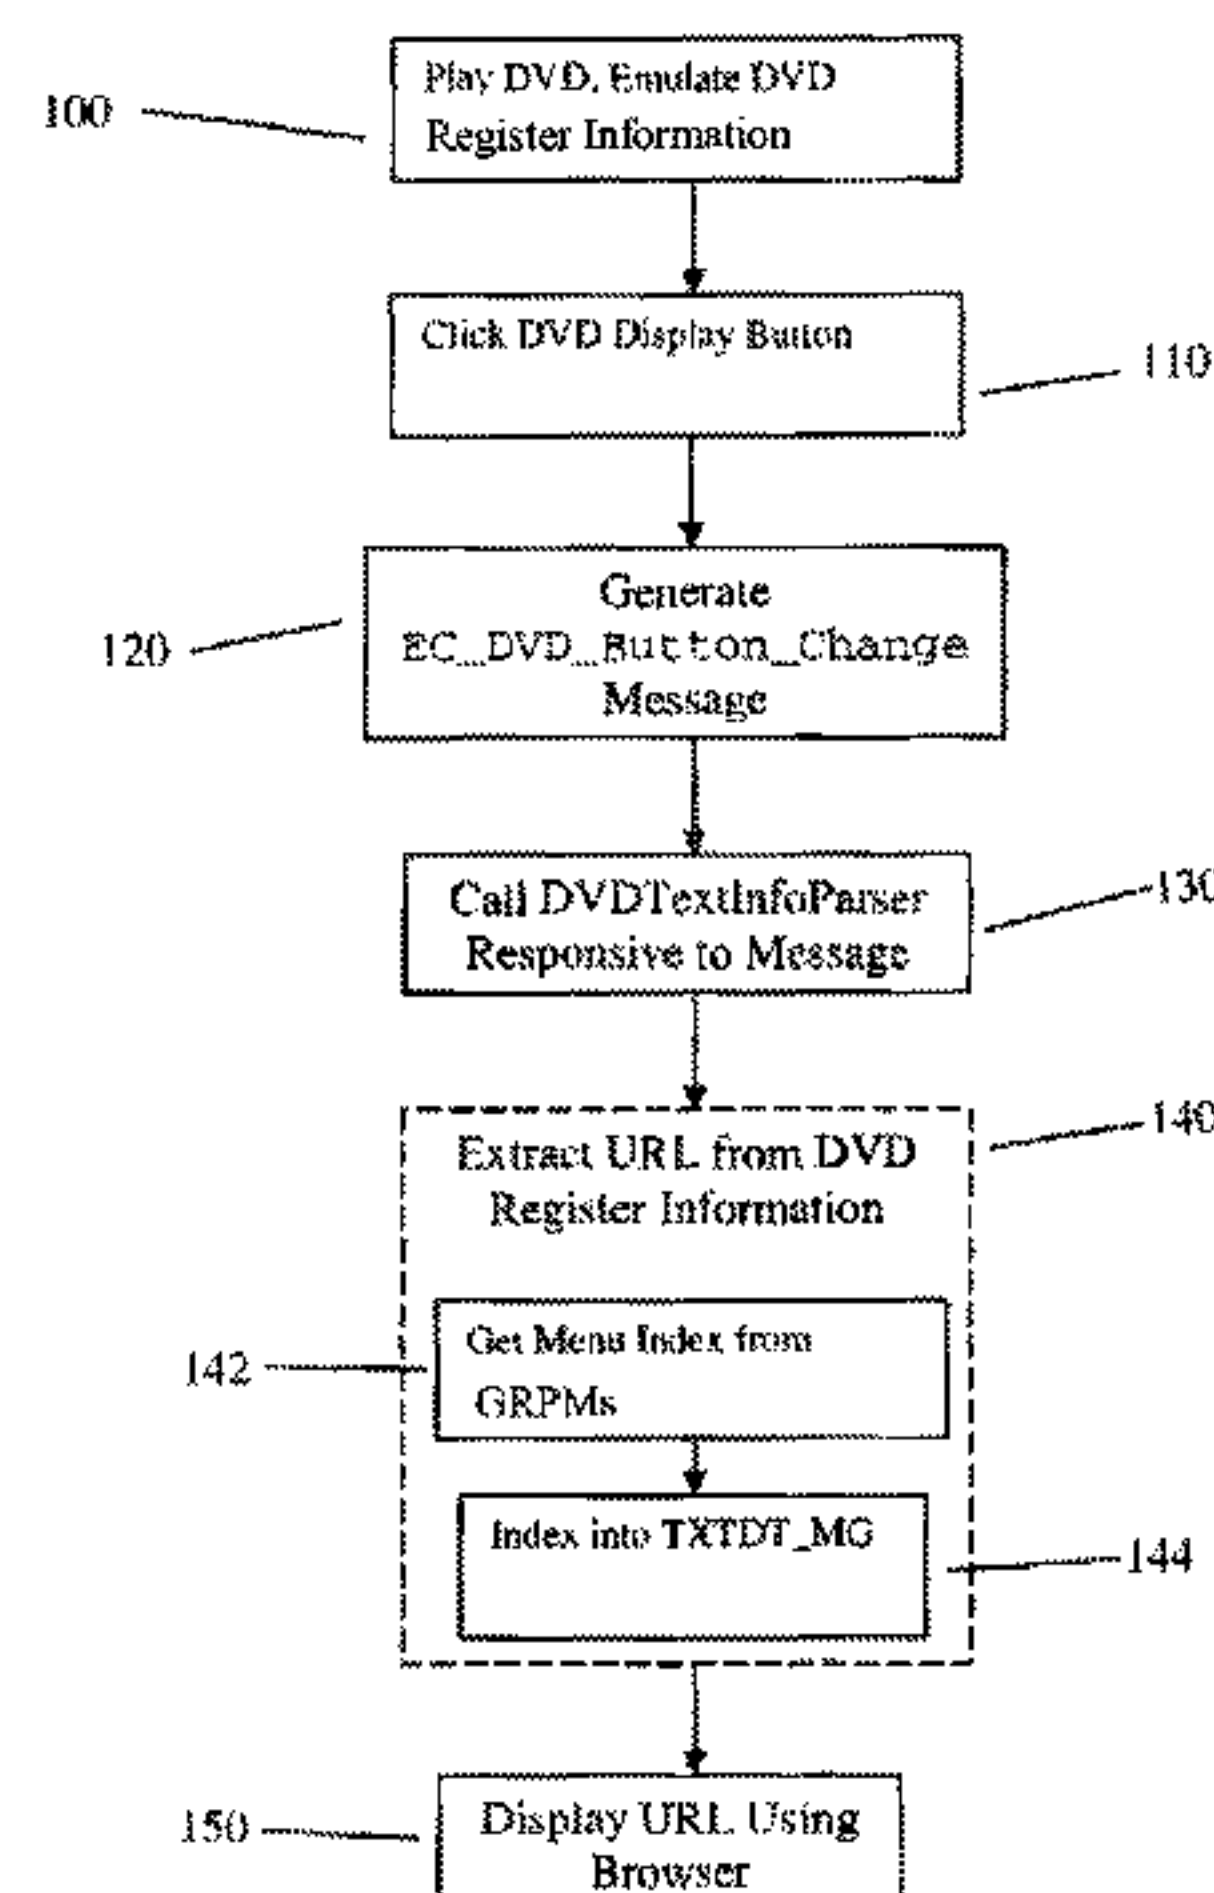 100
Play DVD, Emulate DVD
Register Information
Click DVD Display Button
110
Generate
EC_DVD_Button_Change
Message
120
Call DVDTextInfoParser
Responsive to Message
130
Extract URL from DVD
Register Information
140
Get Menu Index from
GRPMs
142
Index into TXTDT_MG
144
Display URL Using
Browser
150